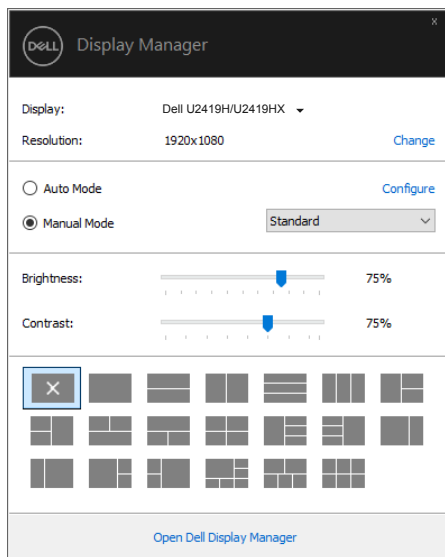 x
DELL Display Manager
Display: Dell U2419H/U2419HX
Resolution: 1920x1080 Change
Auto Mode Configure
Manual Mode Standard
Brightness: 75%
Contrast: 75%
Open Dell Display Manager